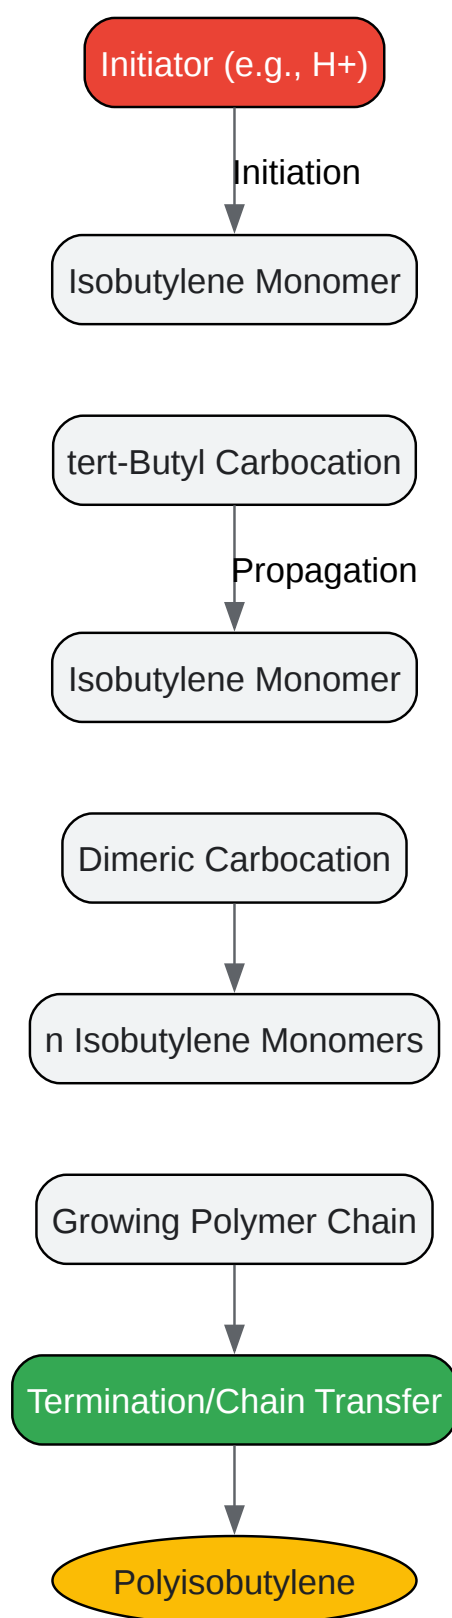 Initiator (e.g., H+)
Initiation
Isobutylene Monomer
tert-Butyl Carbocation
Propagation
Isobutylene Monomer
Dimeric Carbocation
n Isobutylene Monomers
Growing Polymer Chain
Termination/Chain Transfer
Polyisobutylene